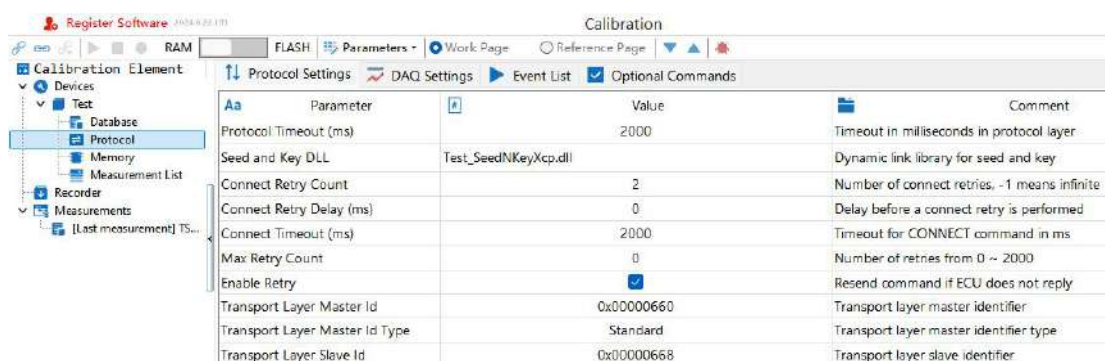 Register Software
Calibration
RAM FLASH Parameters Work Page Reference Page
Calibration Element
Devices
Test
Database
Protocol
Memory
Measurement List
Recorder
Measurements
[Last measurement] TS...
Protocol Settings DAQ Settings Event List Optional Commands
Aa Parameter # Value Comment
Protocol Timeout (ms) 2000 Timeout in milliseconds in protocol layer
Seed and Key DLL Test_SeedNKeyXcp.dll Dynamic link library for seed and key
Connect Retry Count 2 Number of connect retries, -1 means infinite
Connect Retry Delay (ms) 0 Delay before a connect retry is performed
Connect Timeout (ms) 2000 Timeout for CONNECT command in ms
Max Retry Count 0 Number of retries from 0 ~ 2000
Enable Retry Resend command if ECU does not reply
Transport Layer Master Id 0x00000660 Transport layer master identifier
Transport Layer Master Id Type Standard Transport layer master identifier type
Transport Layer Slave Id 0x00000668 Transport layer slave identifier